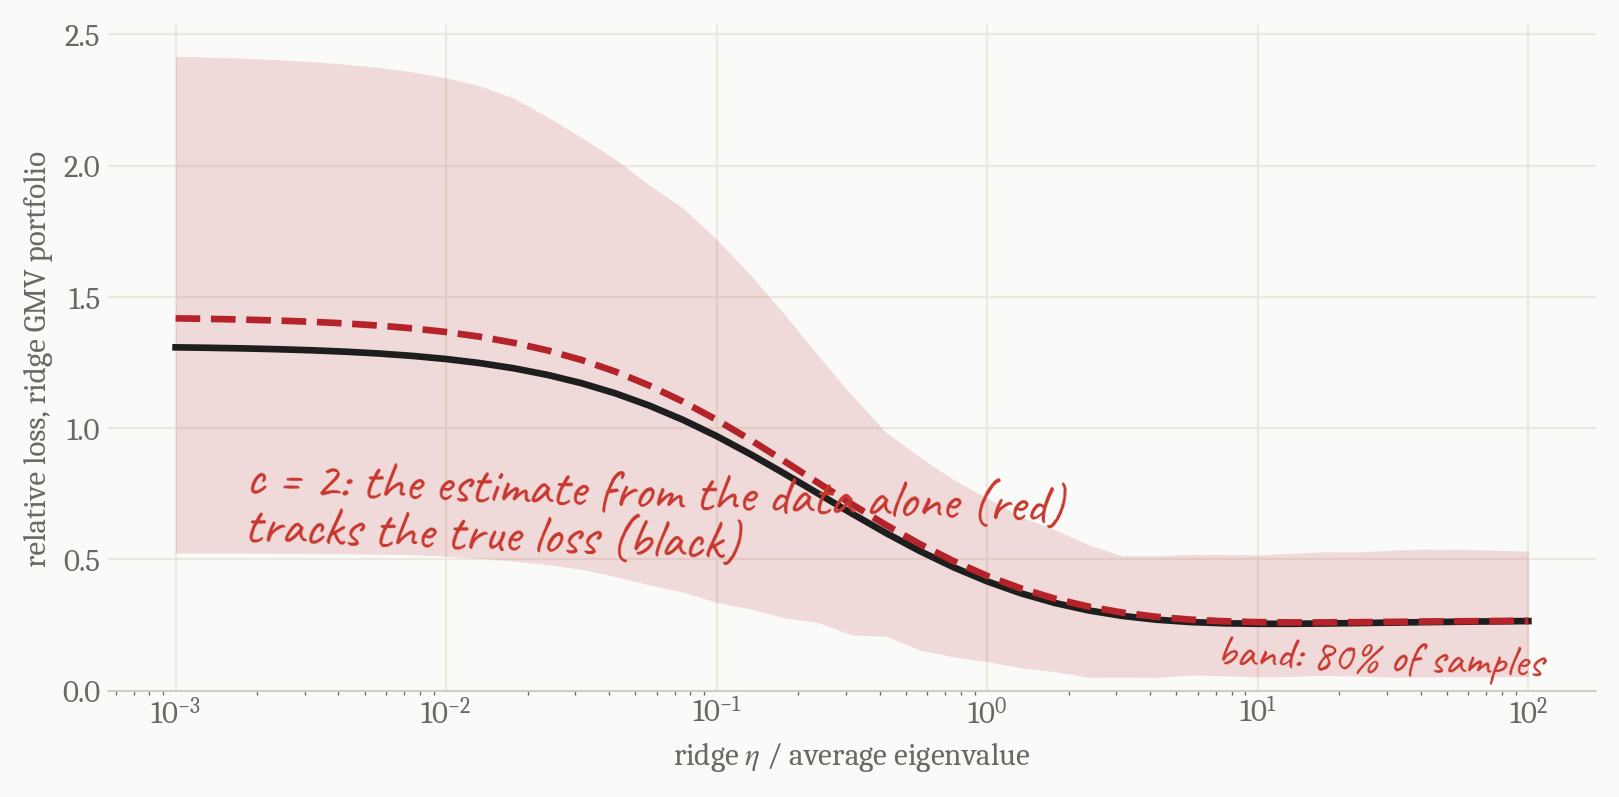 2.5
2.0
1.5
1.0
0.5
0.0
relative loss, ridge GMV portfolio
c = 2: the estimate from the data alone (red)
tracks the true loss (black)
band: 80% of samples
10⁻³ 10⁻² 10⁻¹ 10⁰ 10¹ 10²
ridge η / average eigenvalue